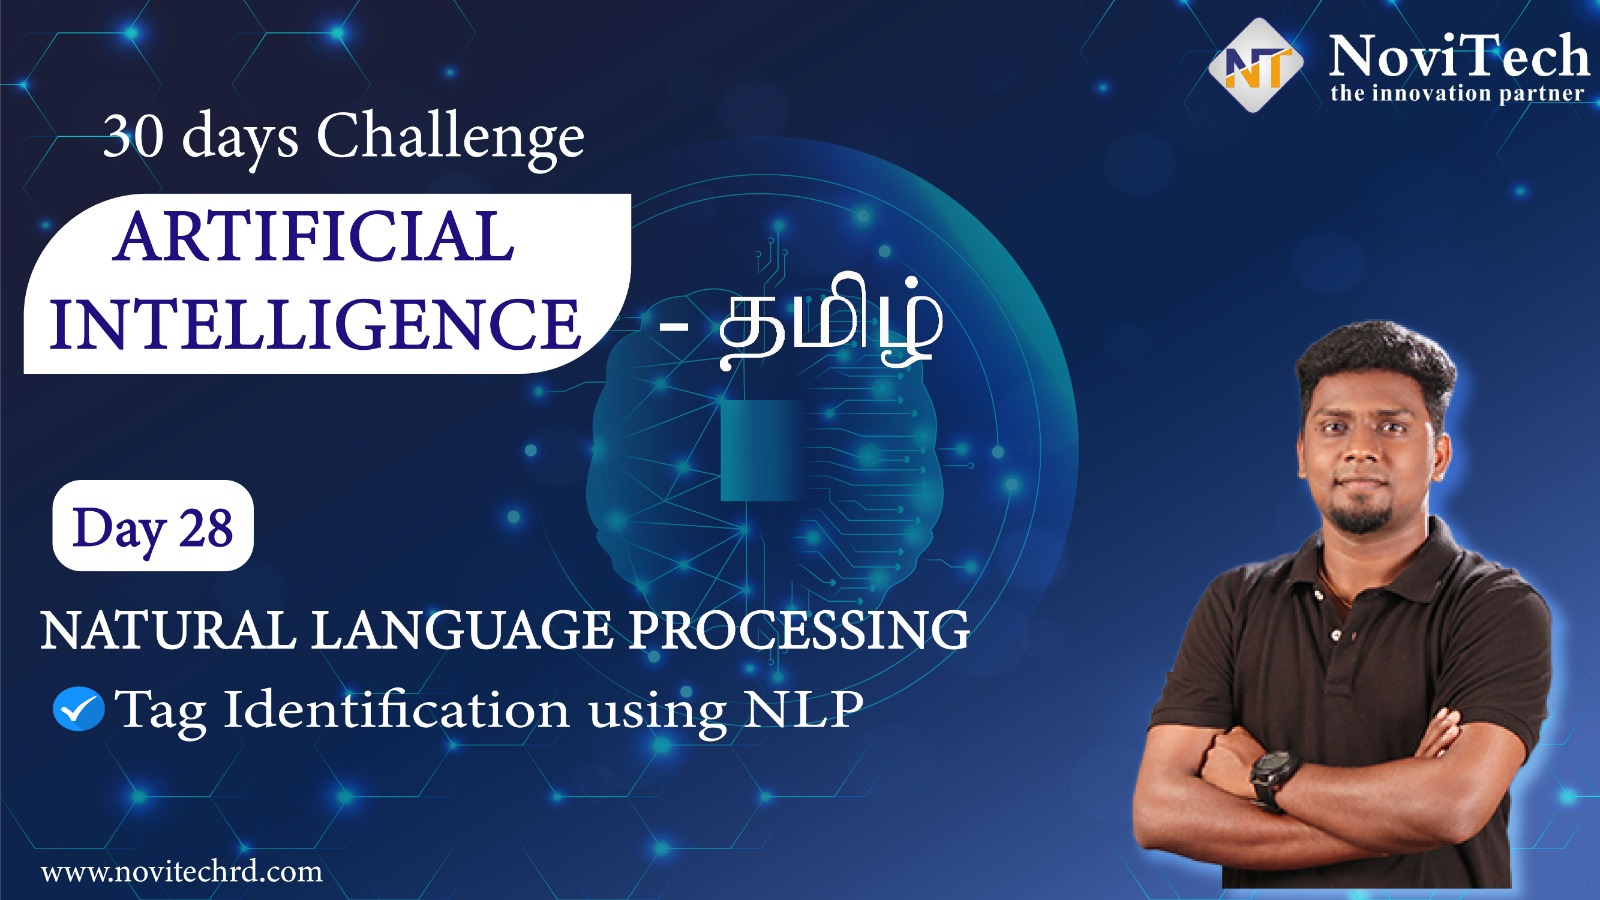 NT NoviTech
the innovation partner
30 days Challenge
ARTIFICIAL
INTELLIGENCE - தமிழ்
Day 28
NATURAL LANGUAGE PROCESSING
Tag Identification using NLP
www.novitechrd.com